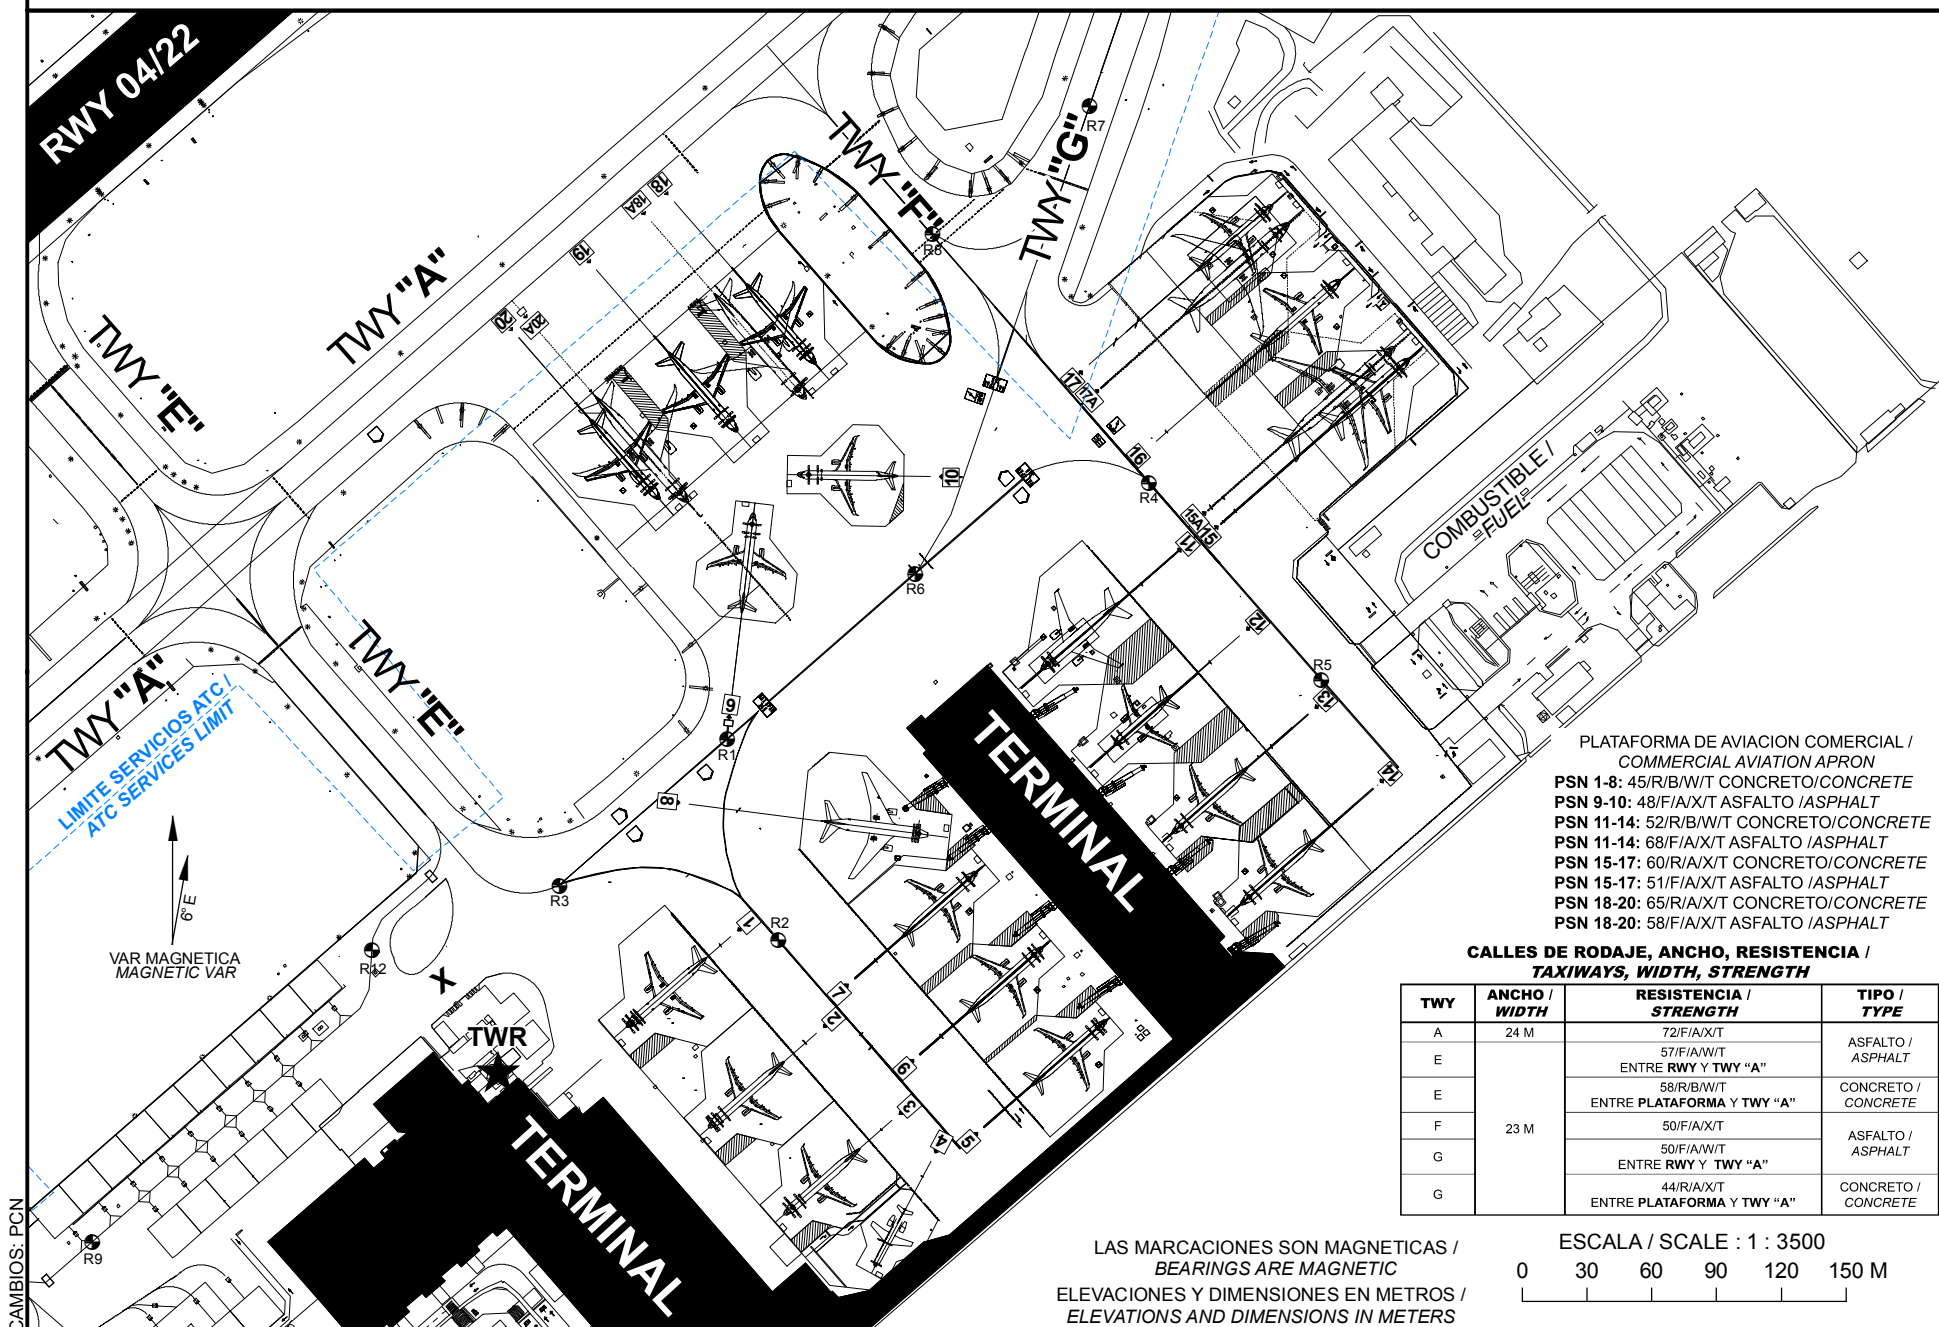 RWY 04/22
TWY "F"
TWY "G"
R7
R8
18
18A
19
20
20A
TWY "A"
TWY "E"
17
17A
16
R4
10
15A
15
11
COMBUSTIBLE /
FUEL
R6
12
R5
13
14
TWY "E"
TWY "A"
LIMITE SERVICIOS ATC /
ATC SERVICES LIMIT
9
R1
8
TERMINAL
R3
1
R2
6° E
VAR MAGNETICA
MAGNETIC VAR
R12
X
TWR
7
2
6
3
4
5
TERMINAL
R9
CAMBIOS: PCN
PLATAFORMA DE AVIACION COMERCIAL /
COMMERCIAL AVIATION APRON
PSN 1-8: 45/R/B/W/T CONCRETO/CONCRETE
PSN 9-10: 48/F/A/X/T ASFALTO /ASPHALT
PSN 11-14: 52/R/B/W/T CONCRETO/CONCRETE
PSN 11-14: 68/F/A/X/T ASFALTO /ASPHALT
PSN 15-17: 60/R/A/X/T CONCRETO/CONCRETE
PSN 15-17: 51/F/A/X/T ASFALTO /ASPHALT
PSN 18-20: 65/R/A/X/T CONCRETO/CONCRETE
PSN 18-20: 58/F/A/X/T ASFALTO /ASPHALT
CALLES DE RODAJE, ANCHO, RESISTENCIA /
TAXIWAYS, WIDTH, STRENGTH
TWY ANCHO / WIDTH RESISTENCIA / STRENGTH TIPO / TYPE
A 24 M 72/F/A/X/T ASFALTO / ASPHALT
E 57/F/A/W/T
ENTRE RWY Y TWY “A”
E 58/R/B/W/T CONCRETO / CONCRETE
ENTRE PLATAFORMA Y TWY “A”
F 23 M 50/F/A/X/T ASFALTO / ASPHALT
G 50/F/A/W/T
ENTRE RWY Y TWY “A”
G 44/R/A/X/T CONCRETO / CONCRETE
ENTRE PLATAFORMA Y TWY “A”
LAS MARCACIONES SON MAGNETICAS /
BEARINGS ARE MAGNETIC
ELEVACIONES Y DIMENSIONES EN METROS /
ELEVATIONS AND DIMENSIONS IN METERS
ESCALA / SCALE : 1 : 3500
0 30 60 90 120 150 M